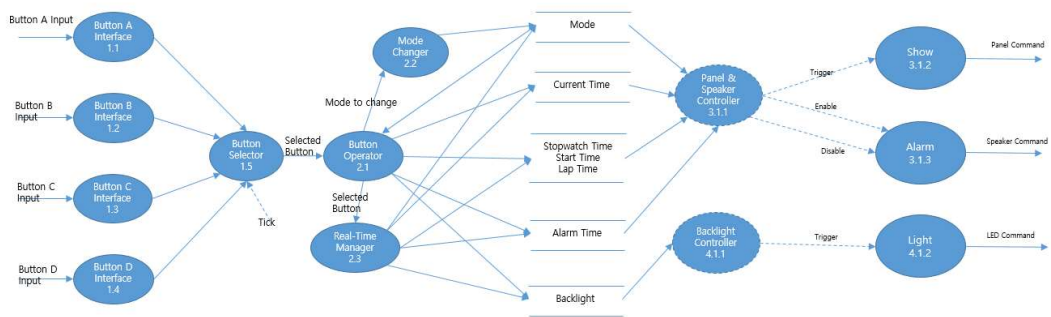 Button A Input
Button A
Interface
1.1
Button B
Input
Button B
Interface
1.2
Button C
Input
Button C
Interface
1.3
Button D
Input
Button D
Interface
1.4
Button
Selector
1.5
Tick
Selected
Button
Mode
Changer
2.2
Mode to change
Button
Operator
2.1
Selected
Button
Real-Time
Manager
2.3
Mode
Current Time
Stopwatch Time
Start Time
Lap Time
Alarm Time
Backlight
Panel &
Speaker
Controller
3.1.1
Backlight
Controller
4.1.1
Trigger
Enable
Disable
Trigger
Show
3.1.2
Alarm
3.1.3
Light
4.1.2
Panel Command
Speaker Command
LED Command